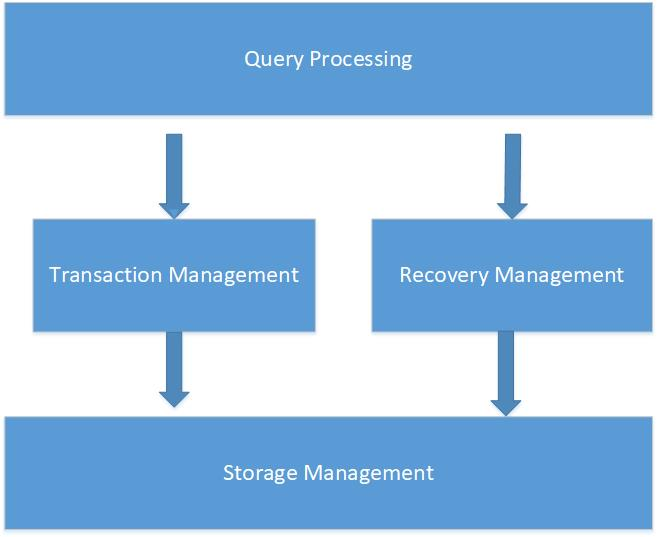 Query Processing
Transaction Management
Recovery Management
Storage Management